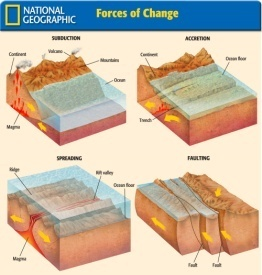 NATIONAL
GEOGRAPHIC
Forces of Change
SUBDUCTION
Volcano
Continent
Mountains
Ocean
Magma
ACCRETION
Continent
Ocean floor
Trench
SPREADING
Ridge
Rift valley
Ocean floor
Magma
FAULTING
Fault
Fault